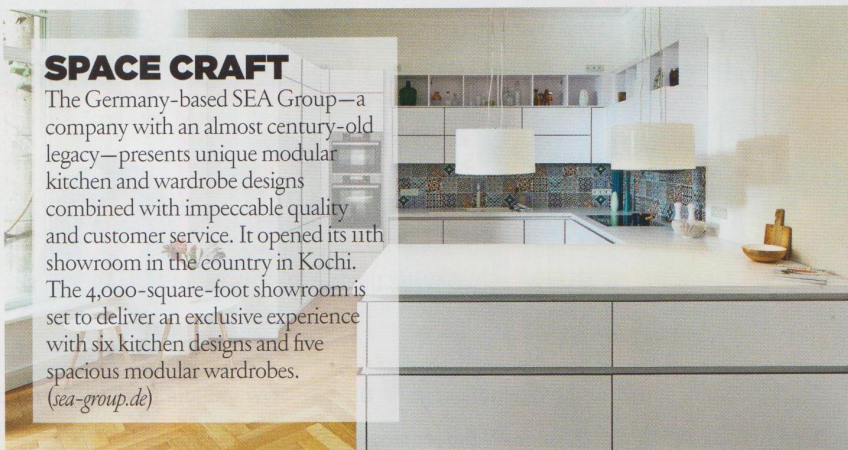 SPACE CRAFT
The Germany-based SEA Group—a
company with an almost century-old
legacy—presents unique modular
kitchen and wardrobe designs
combined with impeccable quality
and customer service. It opened its 11th
showroom in the country in Kochi.
The 4,000-square-foot showroom is
set to deliver an exclusive experience
with six kitchen designs and five
spacious modular wardrobes.
(sea-group.de)